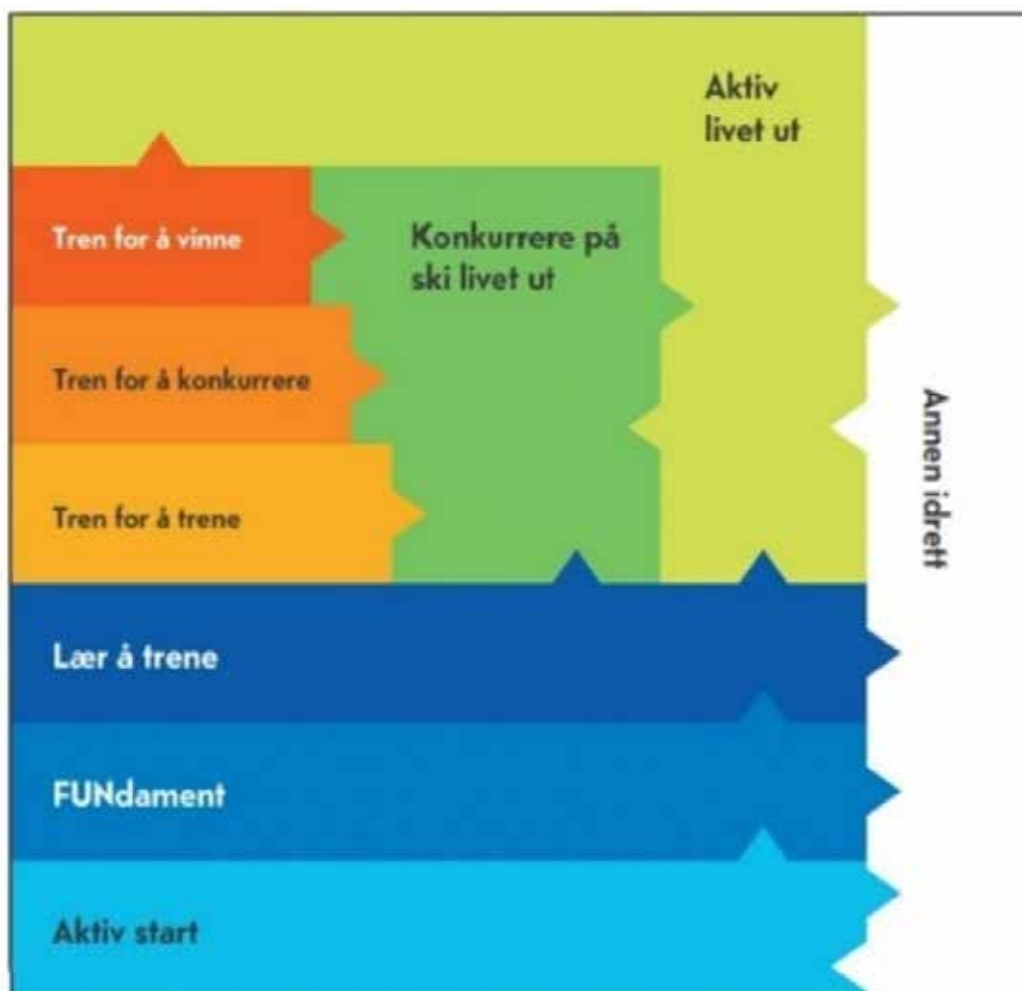 Aktiv
livet ut
Tren for å vinne
Konkurrere på
ski livet ut
Tren for å konkurrere
Tren for å trene
Annen idrett
Lær å trene
FUNdament
Aktiv start